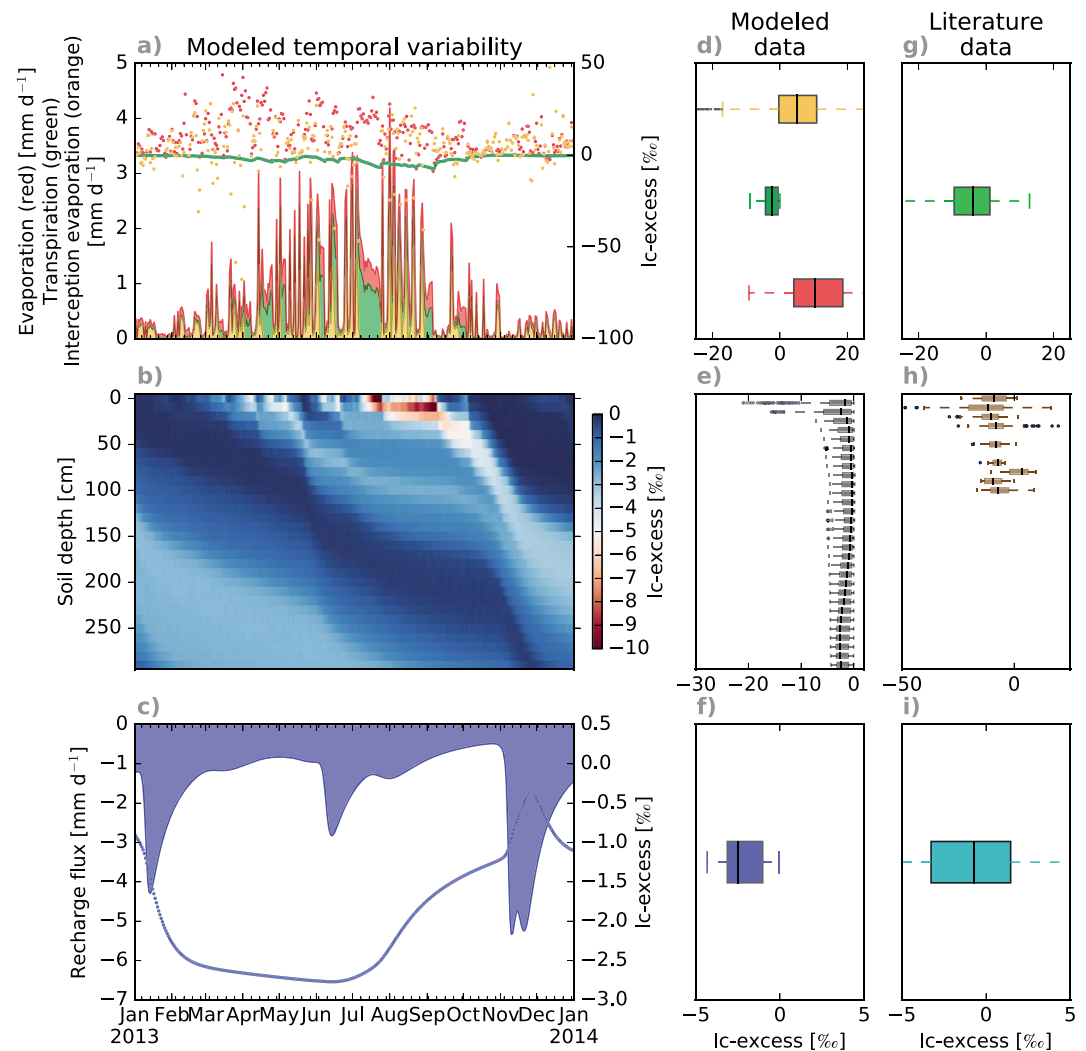 Modeled
data
Literature
data
a)
Modeled temporal variability
d)
g)
Evaporation (red) [mm d⁻¹]
Transpiration (green)
Interception evaporation (orange)
[mm d⁻¹]
5
4
3
2
1
0
50
0
−50
−100
lc-excess [‰]
−20 0 20
−20 0 20
b)
e)
h)
Soil depth [cm]
0
50
100
150
200
250
0
−1
−2
−3
−4
−5
−6
−7
−8
−9
−10
lc-excess [‰]
−30 −20 −10 0
−50 0
c)
f)
i)
Recharge flux [mm d⁻¹]
0
−1
−2
−3
−4
−5
−6
−7
0.5
0.0
−0.5
−1.0
−1.5
−2.0
−2.5
−3.0
lc-excess [‰]
Jan Feb Mar Apr May Jun Jul Aug Sep Oct Nov Dec Jan
2013 2014
−5 0 5
−5 0 5
lc-excess [‰]
lc-excess [‰]